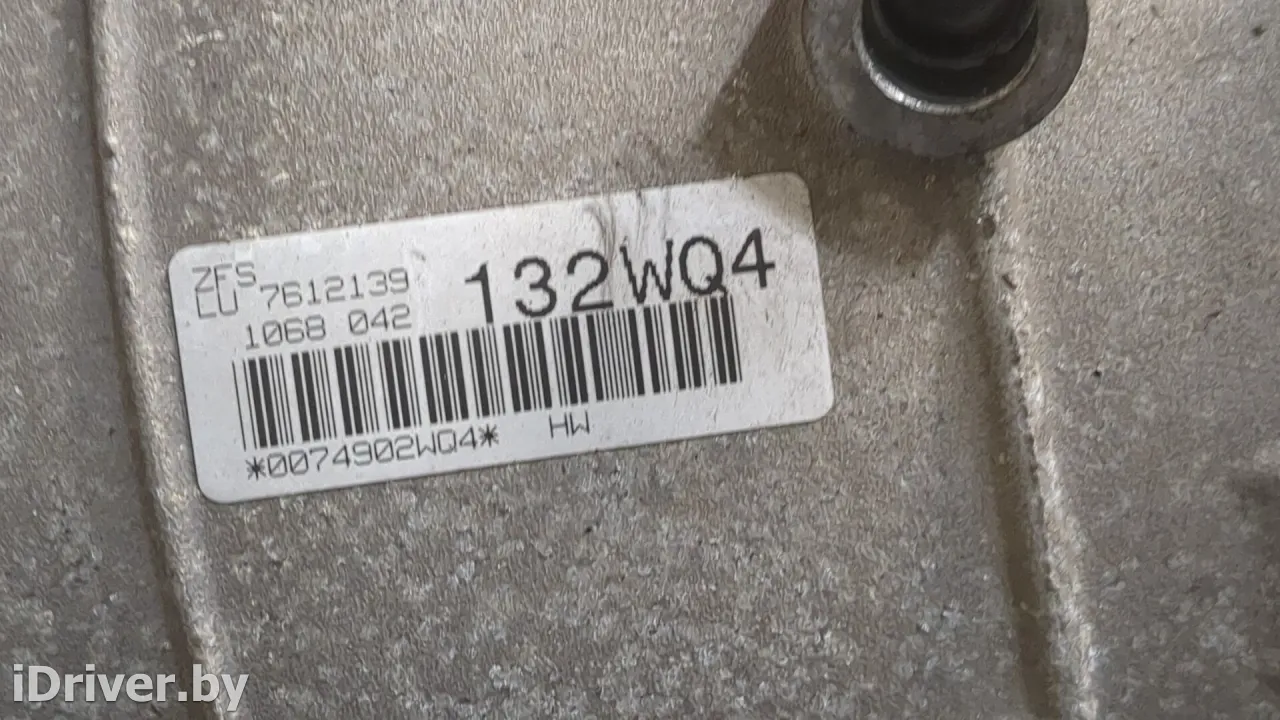 ZFS
LU 7612139
1068 042
132WQ4
*0074902WQ4*
HW
iDriver.by